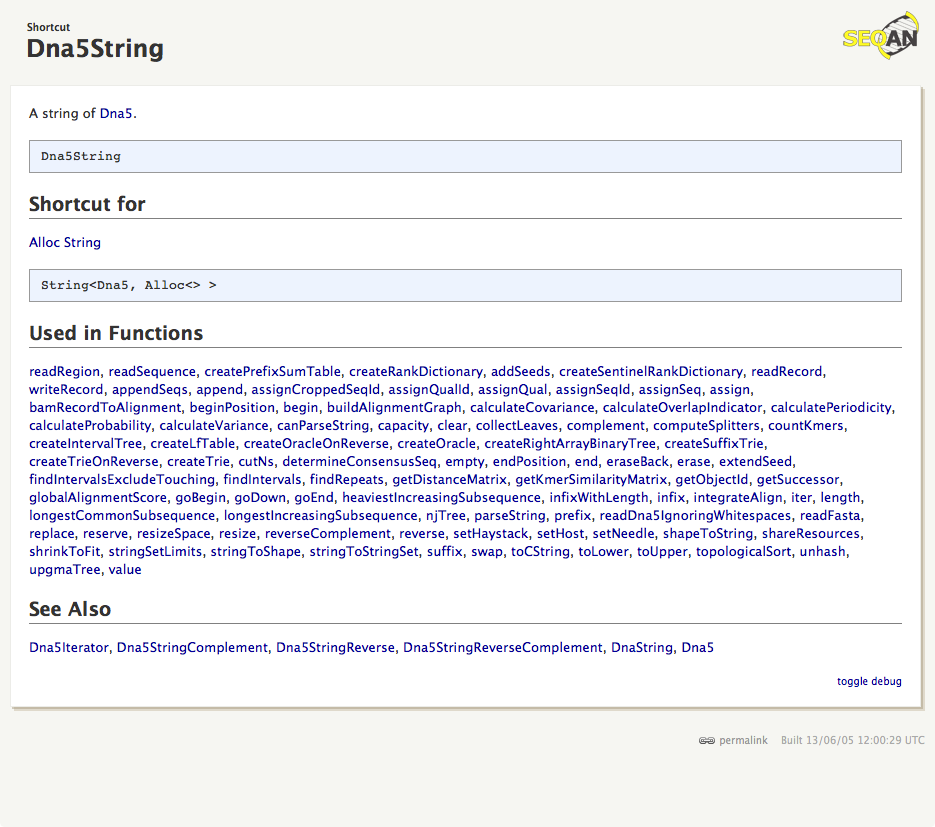 Shortcut
Dna5String
SEQAN
A string of Dna5.
Dna5String
Shortcut for
Alloc String
String<Dna5, Alloc<> >
Used in Functions
readRegion, readSequence, createPrefixSumTable, createRankDictionary, addSeeds, createSentinelRankDictionary, readRecord,
writeRecord, appendSeqs, append, assignCroppedSeqId, assignQualId, assignQual, assignSeqId, assignSeq, assign,
bamRecordToAlignment, beginPosition, begin, buildAlignmentGraph, calculateCovariance, calculateOverlapIndicator, calculatePeriodicity,
calculateProbability, calculateVariance, canParseString, capacity, clear, collectLeaves, complement, computeSplitters, countKmers,
createIntervalTree, createLfTable, createOracleOnReverse, createOracle, createRightArrayBinaryTree, createSuffixTrie,
createTrieOnReverse, createTrie, cutNs, determineConsensusSeq, empty, endPosition, end, eraseBack, erase, extendSeed,
findIntervalsExcludeTouching, findIntervals, findRepeats, getDistanceMatrix, getKmerSimilarityMatrix, getObjectId, getSuccessor,
globalAlignmentScore, goBegin, goDown, goEnd, heaviestIncreasingSubsequence, infixWithLength, infix, integrateAlign, iter, length,
longestCommonSubsequence, longestIncreasingSubsequence, njTree, parseString, prefix, readDna5IgnoringWhitespaces, readFasta,
replace, reserve, resizeSpace, resize, reverseComplement, reverse, setHaystack, setHost, setNeedle, shapeToString, shareResources,
shrinkToFit, stringSetLimits, stringToShape, stringToStringSet, suffix, swap, toCString, toLower, toUpper, topologicalSort, unhash,
upgmaTree, value
See Also
Dna5Iterator, Dna5StringComplement, Dna5StringReverse, Dna5StringReverseComplement, DnaString, Dna5
toggle debug
permalink Built 13/06/05 12:00:29 UTC